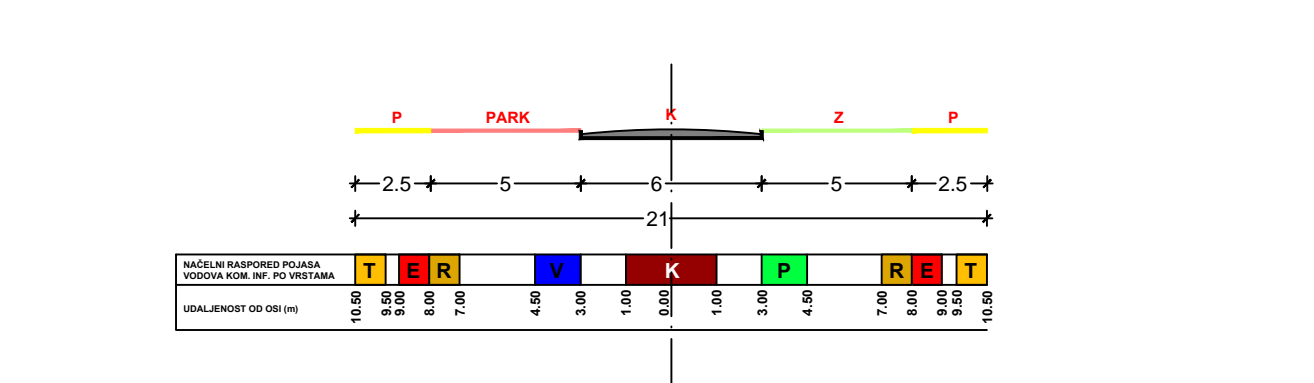 P PARK K Z P
2.5 5 6 5 2.5
21
NAČELNI RASPORED POJASA
VODOVA KOM. INF. PO VRSTAMA
T E R V K P R E T
UDALJENOST OD OSI (m)
10.50 9.50 9.00 8.00 7.00 4.50 3.00 1.00 0.00 1.00 3.00 4.50 7.00 8.00 9.00 9.50 10.50